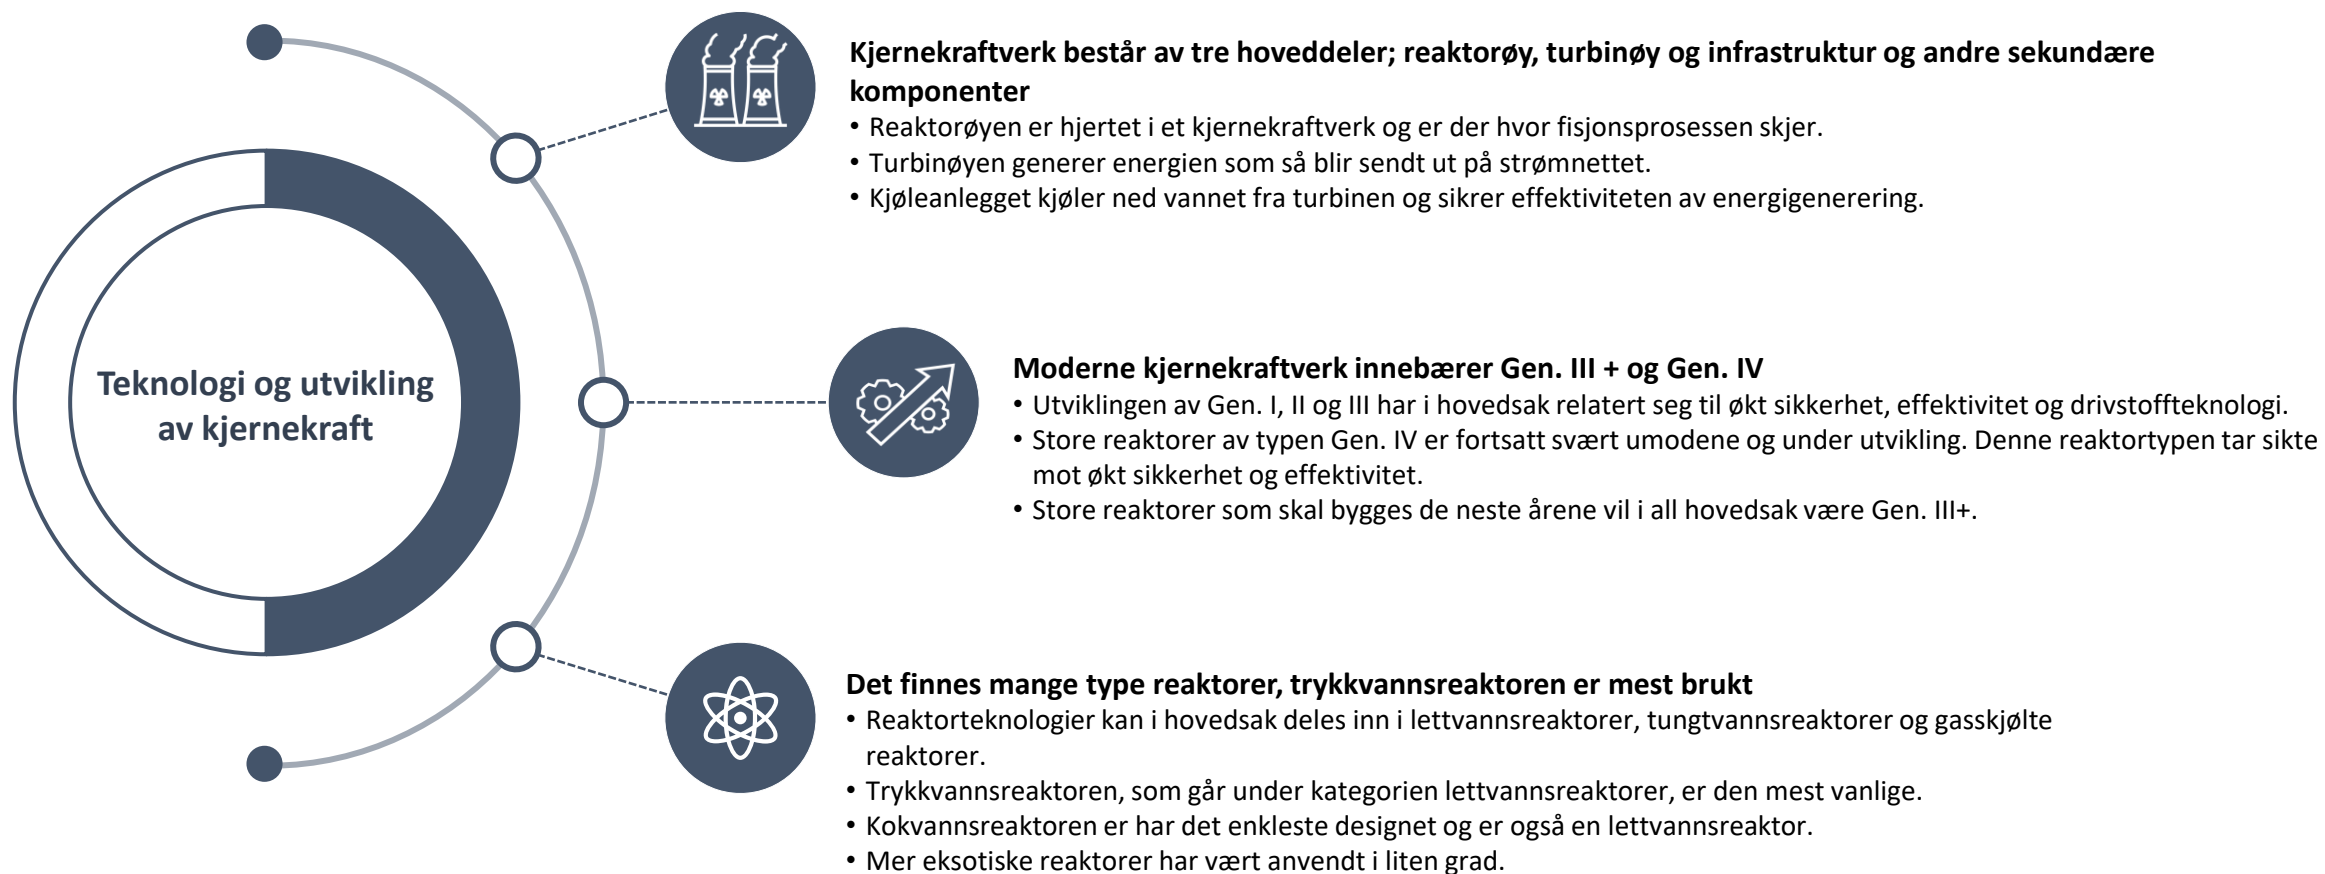 Teknologi og utvikling
av kjernekraft
Kjernekraftverk består av tre hoveddeler; reaktorøy, turbinøy og infrastruktur og andre sekundære
komponenter
• Reaktorøyen er hjertet i et kjernekraftverk og er der hvor fisjonsprosessen skjer.
• Turbinøyen generer energien som så blir sendt ut på strømnettet.
• Kjøleanlegget kjøler ned vannet fra turbinen og sikrer effektiviteten av energigenerering.
Moderne kjernekraftverk innebærer Gen. III + og Gen. IV
• Utviklingen av Gen. I, II og III har i hovedsak relatert seg til økt sikkerhet, effektivitet og drivstoffteknologi.
• Store reaktorer av typen Gen. IV er fortsatt svært umodene og under utvikling. Denne reaktortypen tar sikte
mot økt sikkerhet og effektivitet.
• Store reaktorer som skal bygges de neste årene vil i all hovedsak være Gen. III+.
Det finnes mange type reaktorer, trykkvannsreaktoren er mest brukt
• Reaktorteknologier kan i hovedsak deles inn i lettvannsreaktorer, tungtvannsreaktorer og gasskjølte
reaktorer.
• Trykkvannsreaktoren, som går under kategorien lettvannsreaktorer, er den mest vanlige.
• Kokvannsreaktoren er har det enkleste designet og er også en lettvannsreaktor.
• Mer eksotiske reaktorer har vært anvendt i liten grad.